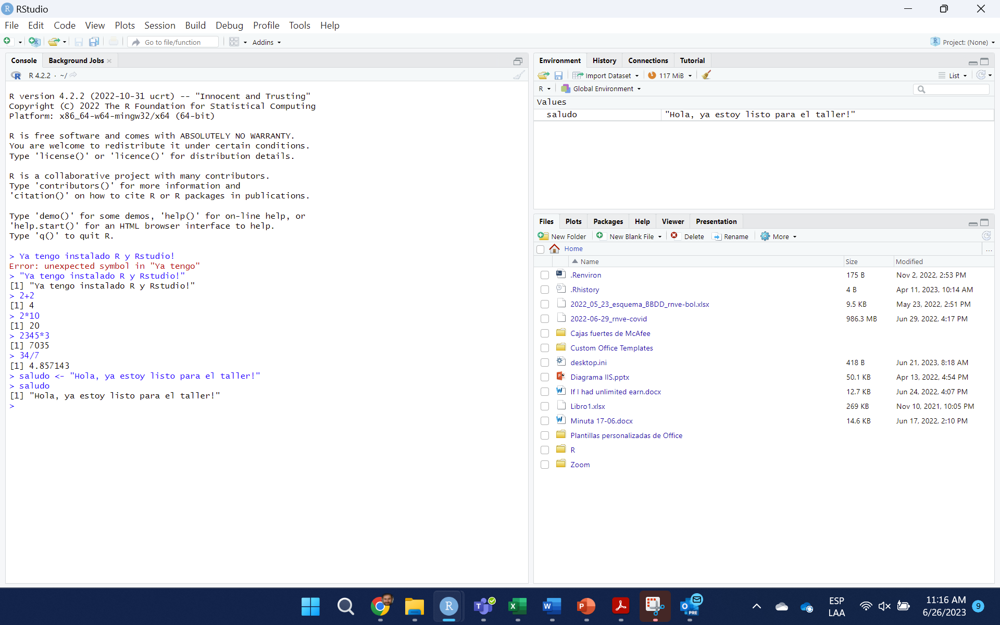 RStudio
File Edit Code View Plots Session Build Debug Profile Tools Help
Go to file/function Addins Project: (None)
Console Background Jobs
R 4.2.2 · ~/
R version 4.2.2 (2022-10-31 ucrt) -- "Innocent and Trusting"
Copyright (C) 2022 The R Foundation for Statistical Computing
Platform: x86_64-w64-mingw32/x64 (64-bit)
R is free software and comes with ABSOLUTELY NO WARRANTY.
You are welcome to redistribute it under certain conditions.
Type 'license()' or 'licence()' for distribution details.
R is a collaborative project with many contributors.
Type 'contributors()' for more information and
'citation()' on how to cite R or R packages in publications.
Type 'demo()' for some demos, 'help()' for on-line help, or
'help.start()' for an HTML browser interface to help.
Type 'q()' to quit R.
> Ya tengo instalado R y Rstudio!
Error: unexpected symbol in "Ya tengo"
> "Ya tengo instalado R y Rstudio!"
[1] "Ya tengo instalado R y Rstudio!"
> 2+2
[1] 4
> 2*10
[1] 20
> 2345*3
[1] 7035
> 34/7
[1] 4.857143
> saludo <- "Hola, ya estoy listo para el taller!"
> saludo
[1] "Hola, ya estoy listo para el taller!"
>
Environment History Connections Tutorial
Import Dataset 117 MiB List
R Global Environment
Values
saludo "Hola, ya estoy listo para el taller!"
Files Plots Packages Help Viewer Presentation
New Folder New Blank File Delete Rename More
Home ...
Name Size Modified
.Renviron 175 B Nov 2, 2022, 2:53 PM
.Rhistory 4 B Apr 11, 2023, 10:14 AM
2022_05_23_esquema_BBDD_rnve-bol.xlsx 9.5 KB May 23, 2022, 2:51 PM
2022-06-29_rnve-covid 986.3 MB Jun 29, 2022, 4:17 PM
Cajas fuertes de McAfee
Custom Office Templates
desktop.ini 418 B Jun 21, 2023, 8:18 AM
Diagrama IIS.pptx 50.1 KB Apr 13, 2022, 4:54 PM
If I had unlimited earn.docx 12.7 KB Jun 24, 2022, 4:07 PM
Libro1.xlsx 269 KB Nov 10, 2021, 10:05 PM
Minuta 17-06.docx 14.6 KB Jun 17, 2022, 2:10 PM
Plantillas personalizadas de Office
R
Zoom
ESP
LAA
11:16 AM
6/26/2023
9